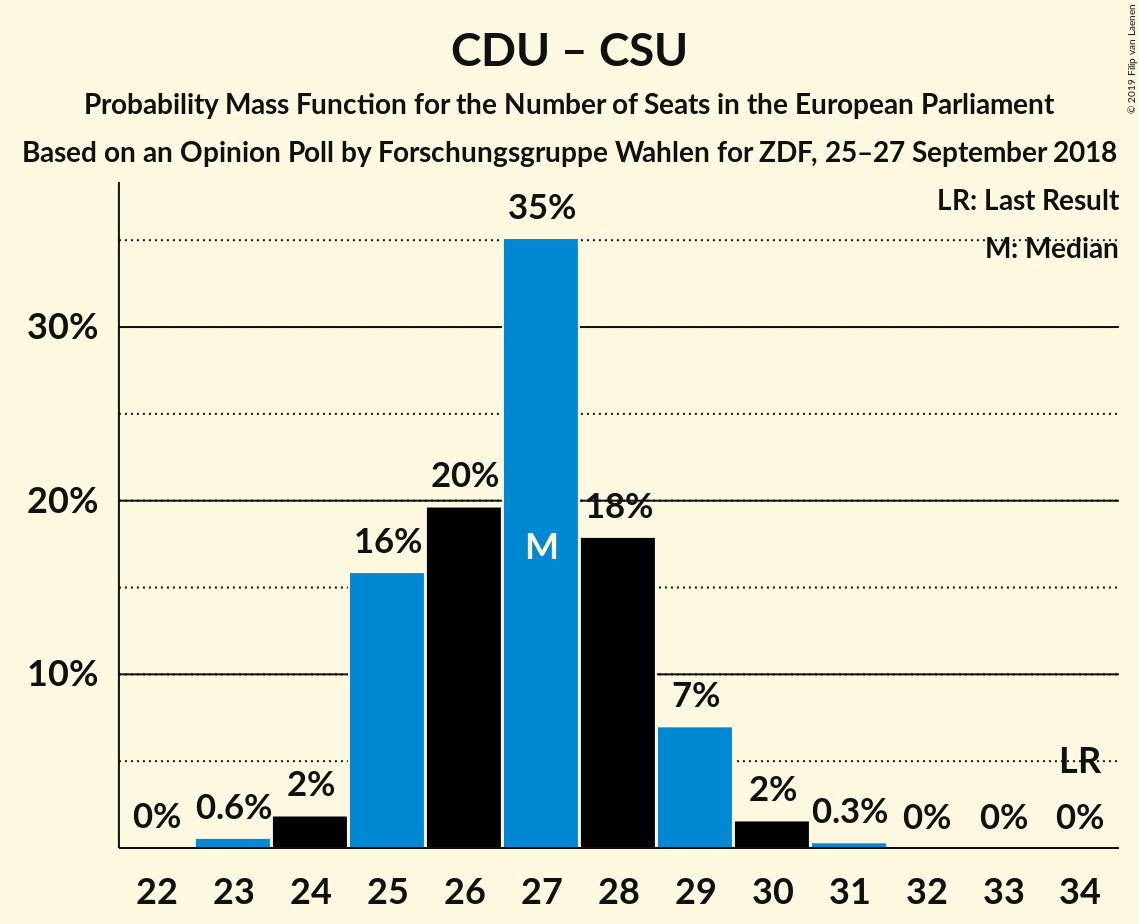 CDU – CSU
Probability Mass Function for the Number of Seats in the European Parliament
Based on an Opinion Poll by Forschungsgruppe Wahlen for ZDF, 25–27 September 2018
© 2019 Filip van Laenen
LR: Last Result
M: Median
35%
30%
20%
20%
18%
16%
M
10%
7%
LR
0%
0.6%
2%
2%
0.3%
0%
0%
0%
22 23 24 25 26 27 28 29 30 31 32 33 34